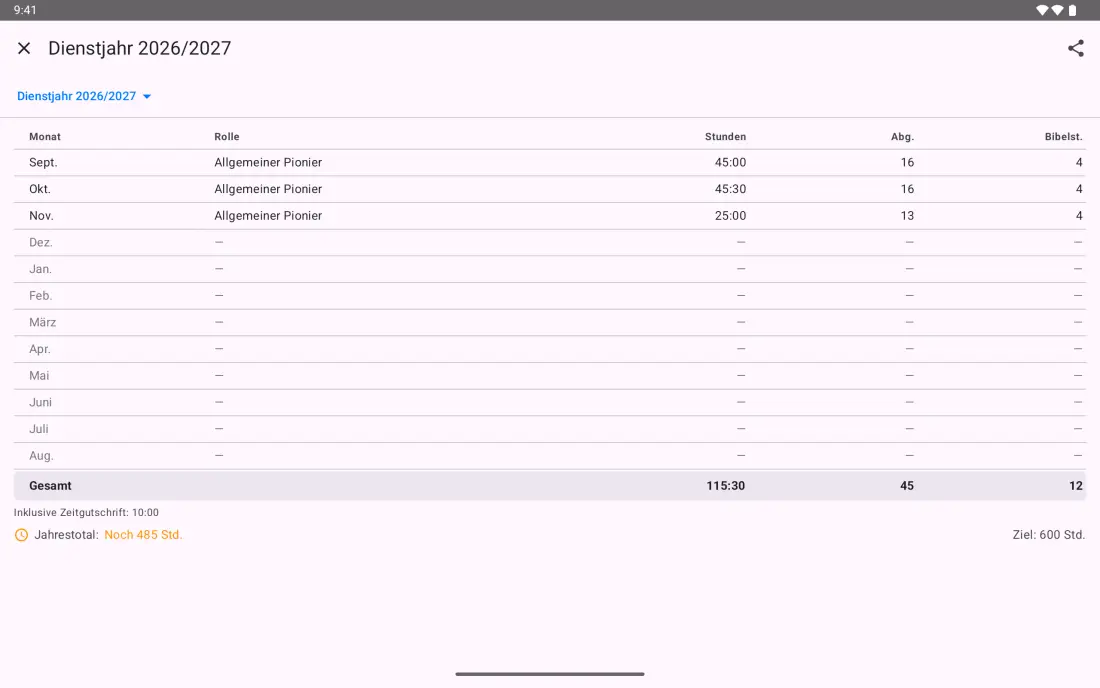 9:41
Dienstjahr 2026/2027
Dienstjahr 2026/2027
Monat Rolle Stunden Abg. Bibelst.
Sept. Allgemeiner Pionier 45:00 16 4
Okt. Allgemeiner Pionier 45:30 16 4
Nov. Allgemeiner Pionier 25:00 13 4
Dez. – – – –
Jan. – – – –
Feb. – – – –
März – – – –
Apr. – – – –
Mai – – – –
Juni – – – –
Juli – – – –
Aug. – – – –
Gesamt 115:30 45 12
Inklusive Zeitgutschrift: 10:00
Jahrestotal: Noch 485 Std. Ziel: 600 Std.